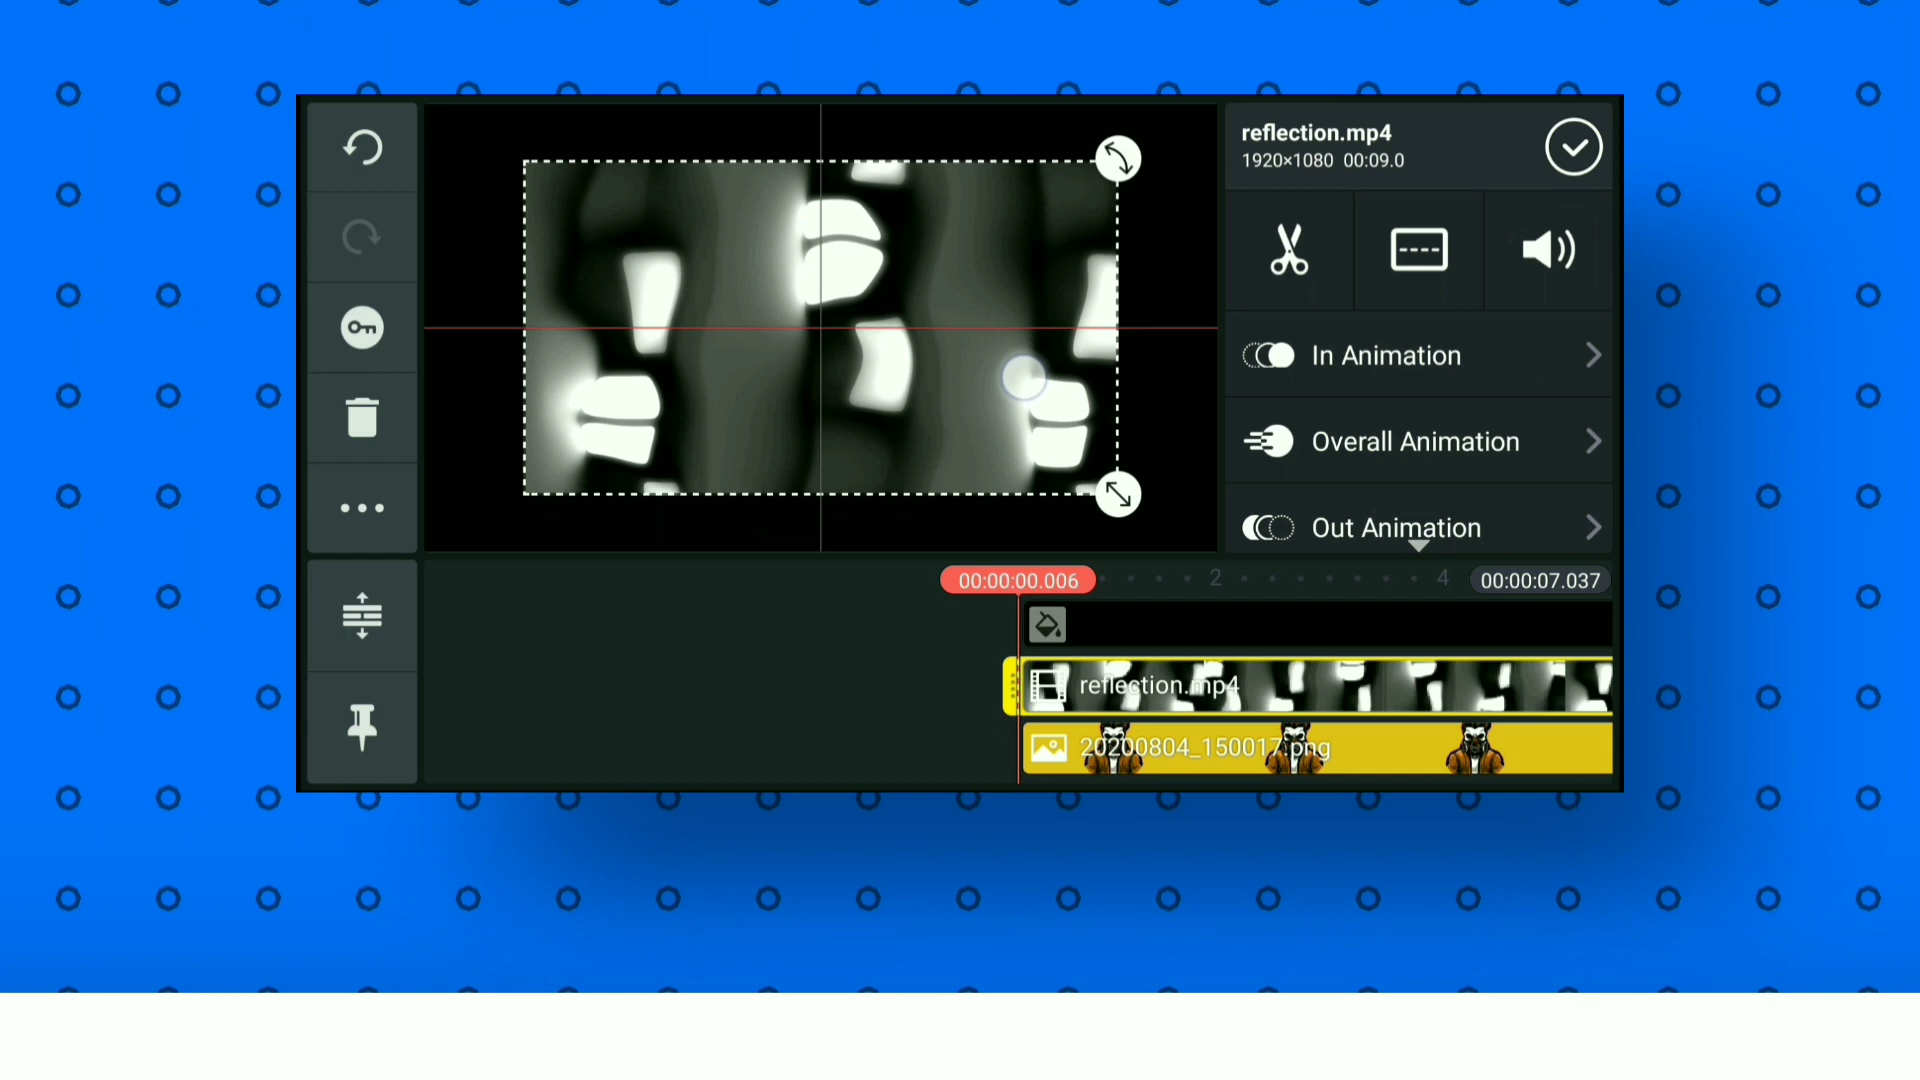 reflection.mp4
1920×1080 00:09.0
In Animation
Overall Animation
Out Animation
00:00:00.006
2
4
00:00:07.037
reflection.mp4
20200804_150017.png